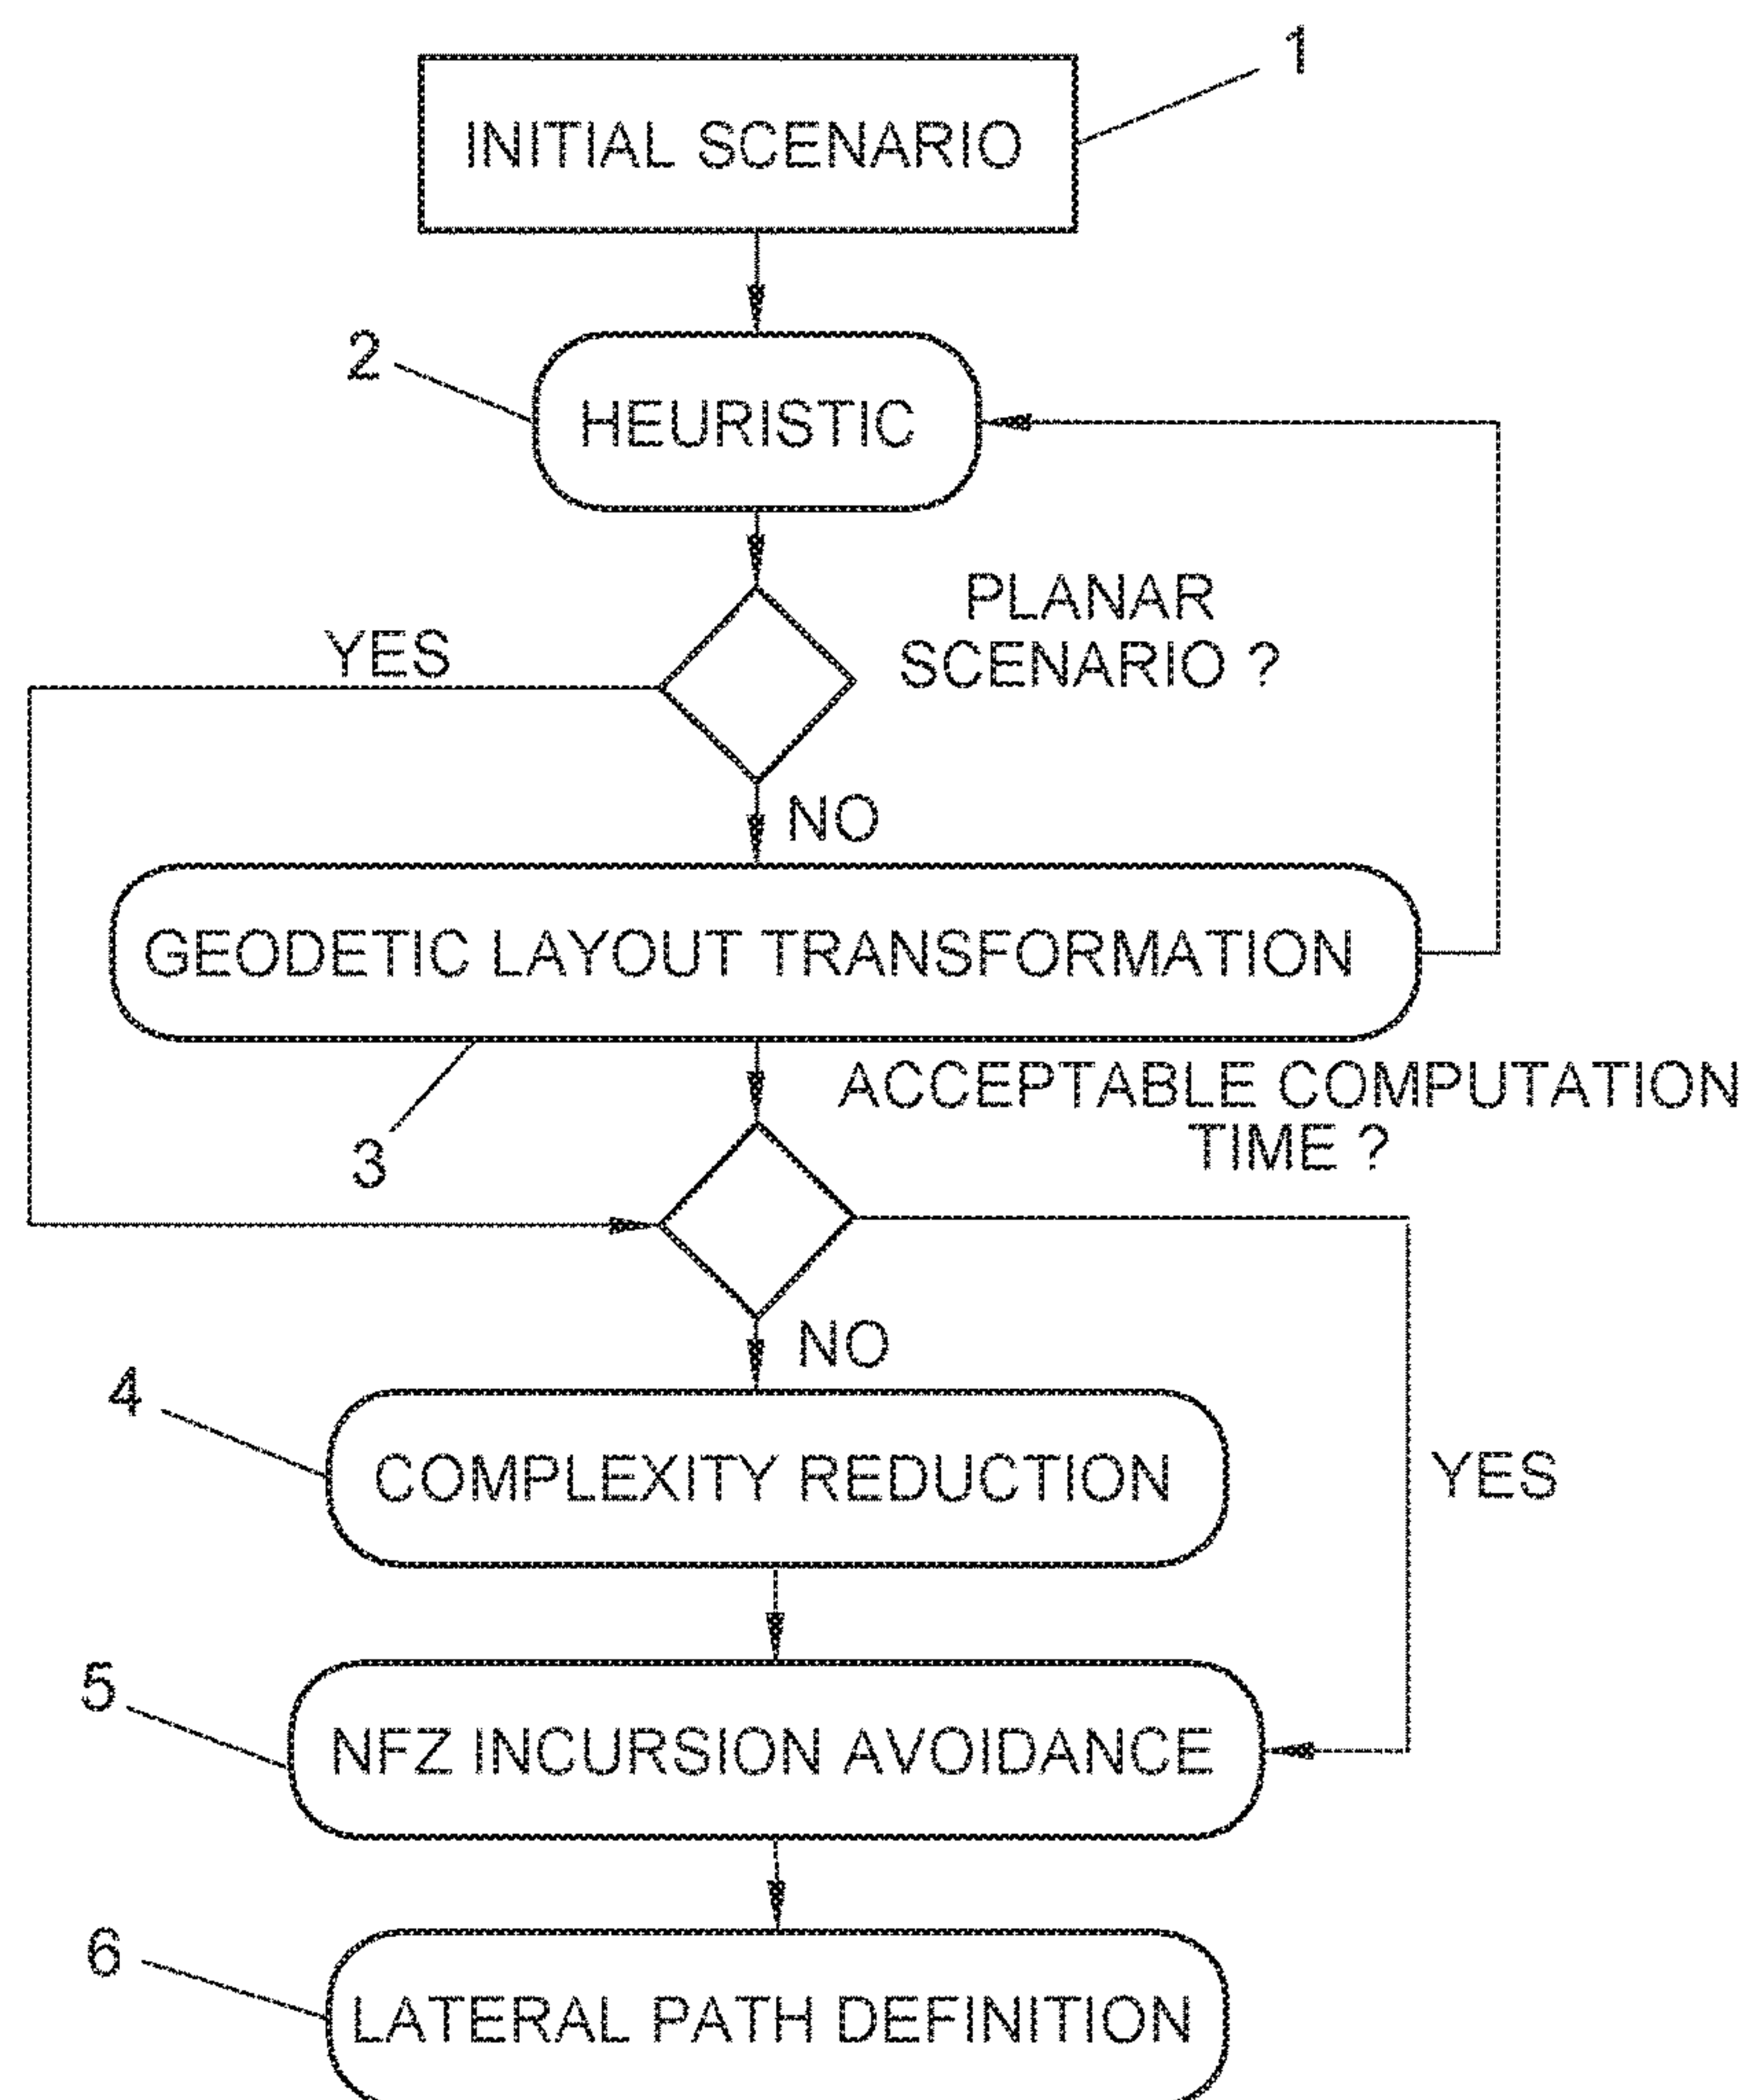 1
INITIAL SCENARIO
2
HEURISTIC
PLANAR
SCENARIO ?
YES
NO
GEODETIC LAYOUT TRANSFORMATION
3
ACCEPTABLE COMPUTATION
TIME ?
NO
4
COMPLEXITY REDUCTION
YES
5
NFZ INCURSION AVOIDANCE
6
LATERAL PATH DEFINITION